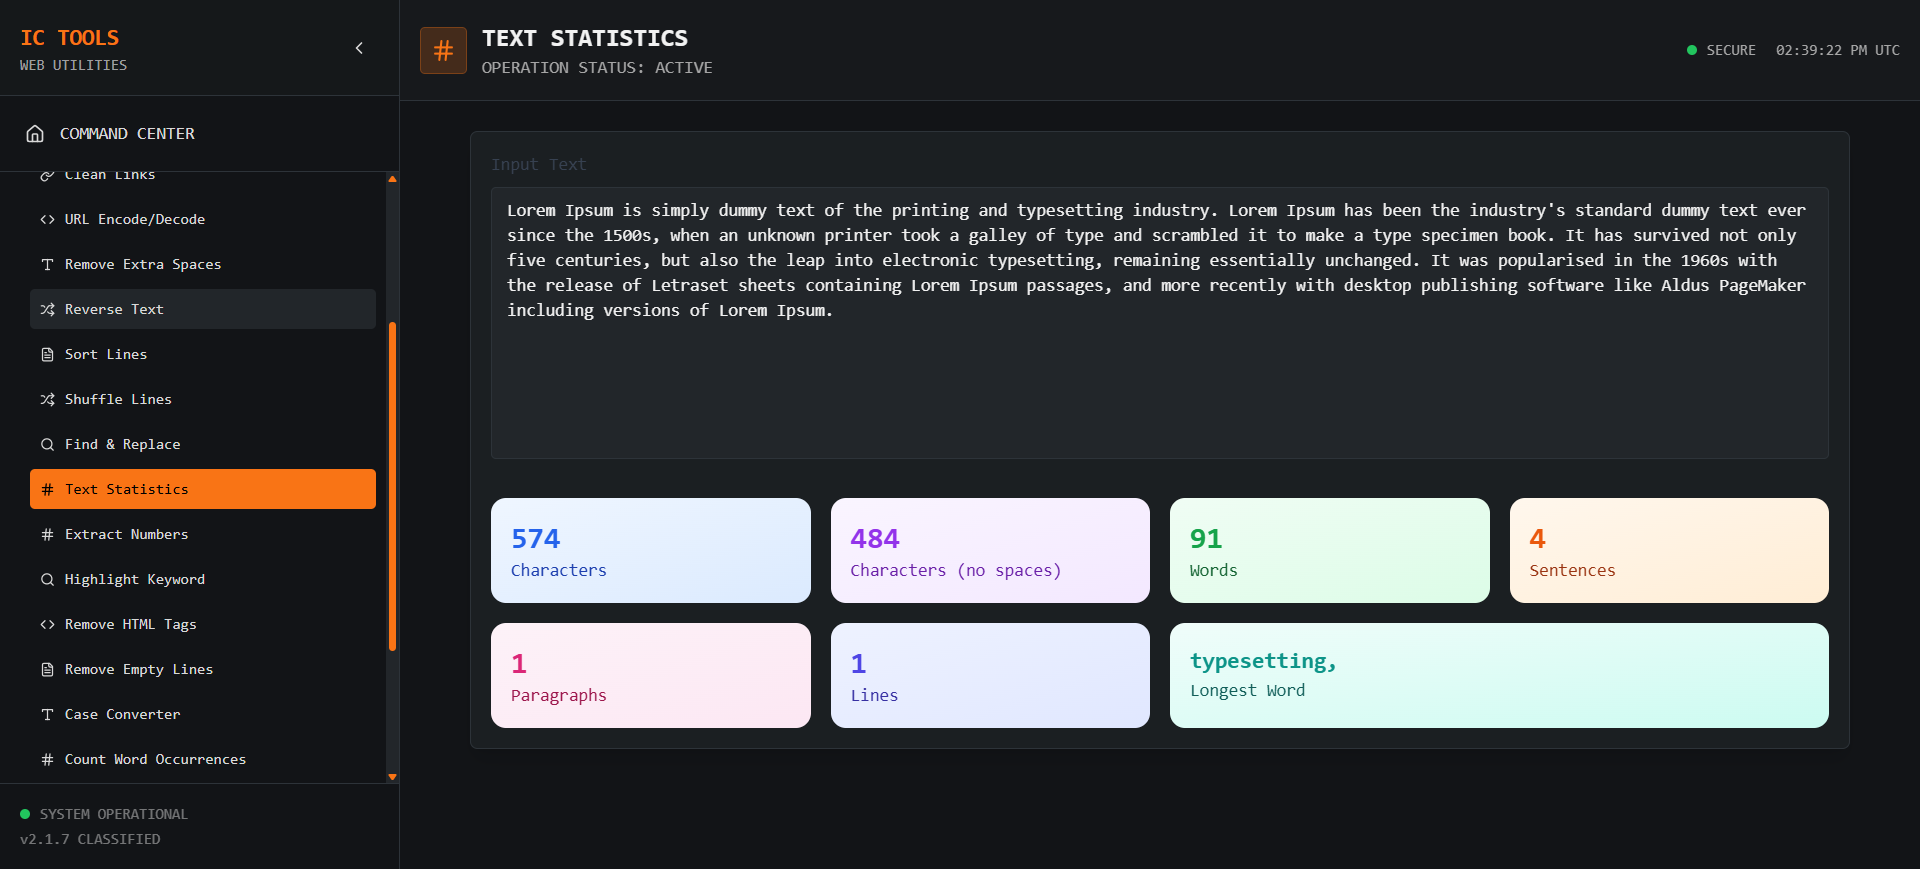 IC TOOLS
WEB UTILITIES
COMMAND CENTER
Clean Links
URL Encode/Decode
Remove Extra Spaces
Reverse Text
Sort Lines
Shuffle Lines
Find & Replace
Text Statistics
Extract Numbers
Highlight Keyword
Remove HTML Tags
Remove Empty Lines
Case Converter
Count Word Occurrences
SYSTEM OPERATIONAL
v2.1.7 CLASSIFIED
TEXT STATISTICS
OPERATION STATUS: ACTIVE
SECURE 02:39:22 PM UTC
Input Text
Lorem Ipsum is simply dummy text of the printing and typesetting industry. Lorem Ipsum has been the industry's standard dummy text ever
since the 1500s, when an unknown printer took a galley of type and scrambled it to make a type specimen book. It has survived not only
five centuries, but also the leap into electronic typesetting, remaining essentially unchanged. It was popularised in the 1960s with
the release of Letraset sheets containing Lorem Ipsum passages, and more recently with desktop publishing software like Aldus PageMaker
including versions of Lorem Ipsum.
574
Characters
484
Characters (no spaces)
91
Words
4
Sentences
1
Paragraphs
1
Lines
typesetting,
Longest Word